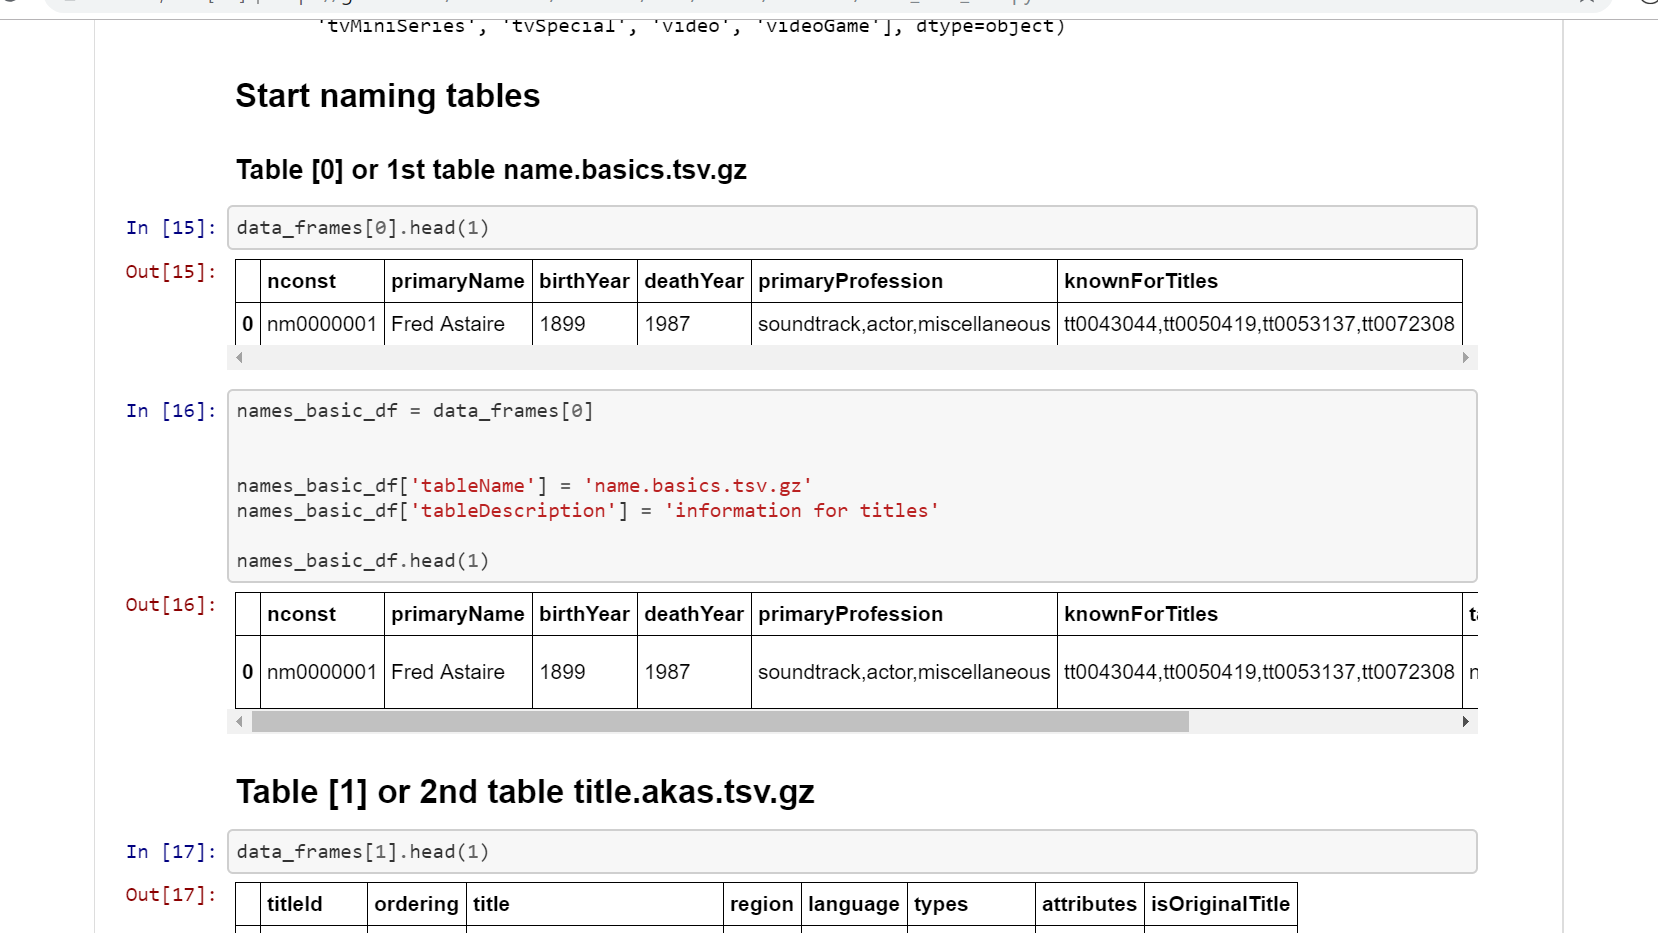 'tvMiniSeries', 'tvSpecial', 'video', 'videoGame'], dtype=object)
Start naming tables
Table [0] or 1st table name.basics.tsv.gz
In [15]: data_frames[0].head(1)
Out[15]:
nconst primaryName birthYear deathYear primaryProfession knownForTitles
0 nm0000001 Fred Astaire 1899 1987 soundtrack,actor,miscellaneous tt0043044,tt0050419,tt0053137,tt0072308
In [16]: names_basic_df = data_frames[0]
names_basic_df['tableName'] = 'name.basics.tsv.gz'
names_basic_df['tableDescription'] = 'information for titles'
names_basic_df.head(1)
Out[16]:
nconst primaryName birthYear deathYear primaryProfession knownForTitles
0 nm0000001 Fred Astaire 1899 1987 soundtrack,actor,miscellaneous tt0043044,tt0050419,tt0053137,tt0072308
Table [1] or 2nd table title.akas.tsv.gz
In [17]: data_frames[1].head(1)
Out[17]:
titleId ordering title region language types attributes isOriginalTitle